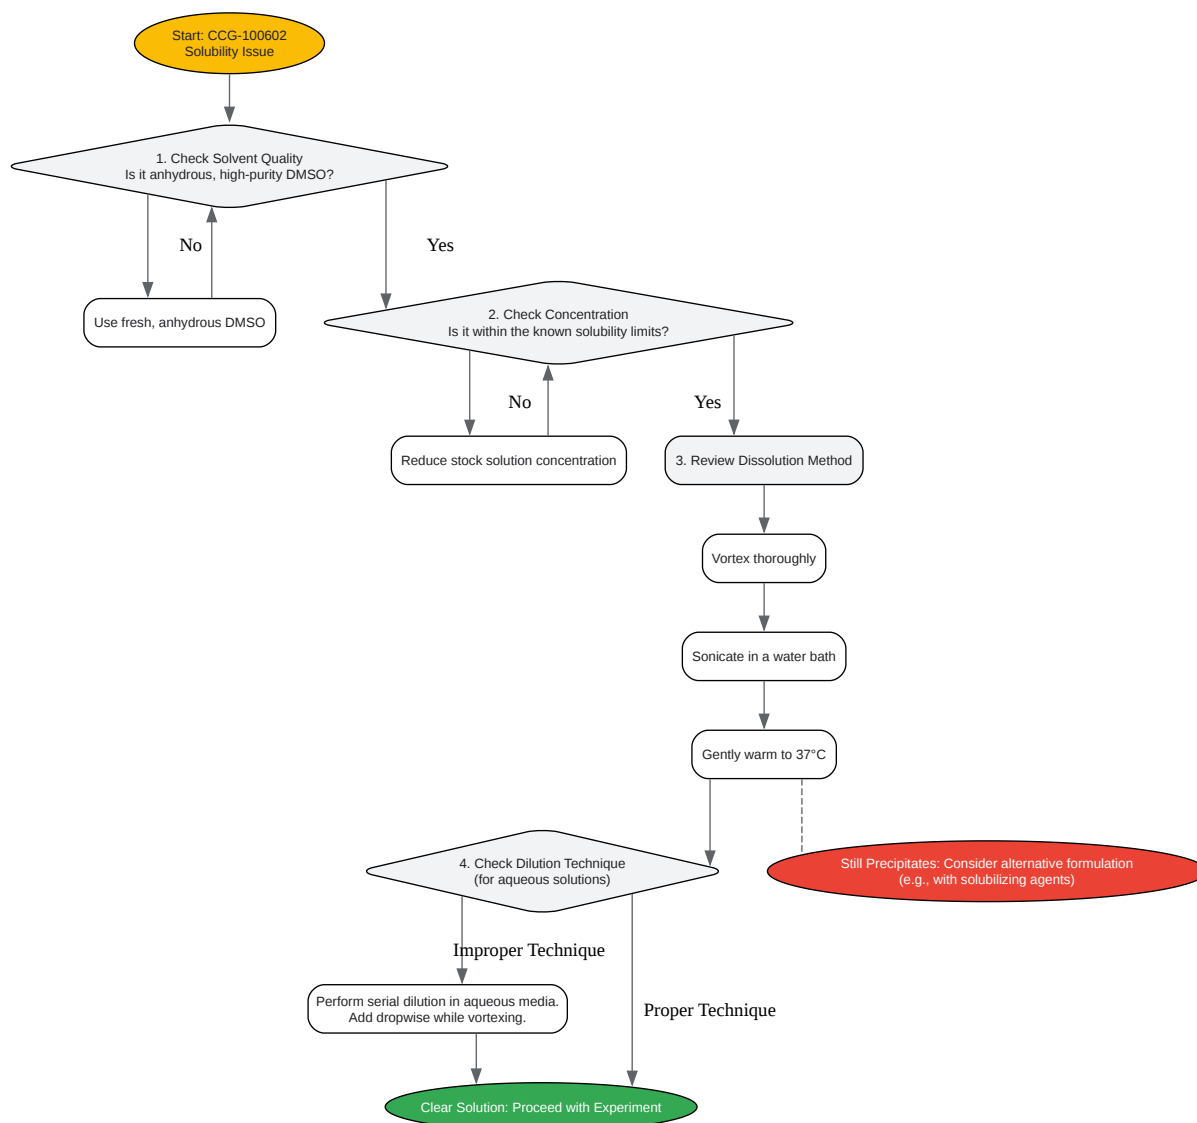 Start: CCG-100602
Solubility Issue
1. Check Solvent Quality
Is it anhydrous, high-purity DMSO?
No
Yes
Use fresh, anhydrous DMSO
2. Check Concentration
Is it within the known solubility limits?
No
Yes
Reduce stock solution concentration
3. Review Dissolution Method
Vortex thoroughly
Sonicate in a water bath
Gently warm to 37°C
4. Check Dilution Technique
(for aqueous solutions)
Still Precipitates: Consider alternative formulation
(e.g., with solubilizing agents)
Improper Technique
Perform serial dilution in aqueous media.
Add dropwise while vortexing.
Proper Technique
Clear Solution: Proceed with Experiment